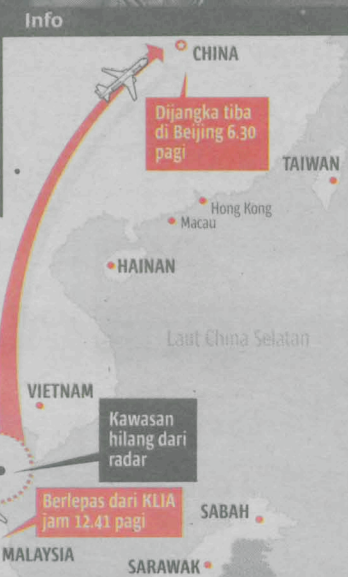 Info
CHINA
Dijangka tiba
di Beijing 6.30
pagi
TAIWAN
Hong Kong
Macau
HAINAN
Laut China Selatan
VIETNAM
Kawasan
hilang dari
radar
Berlepas dari KLIA
jam 12.41 pagi
SABAH
MALAYSIA
SARAWAK